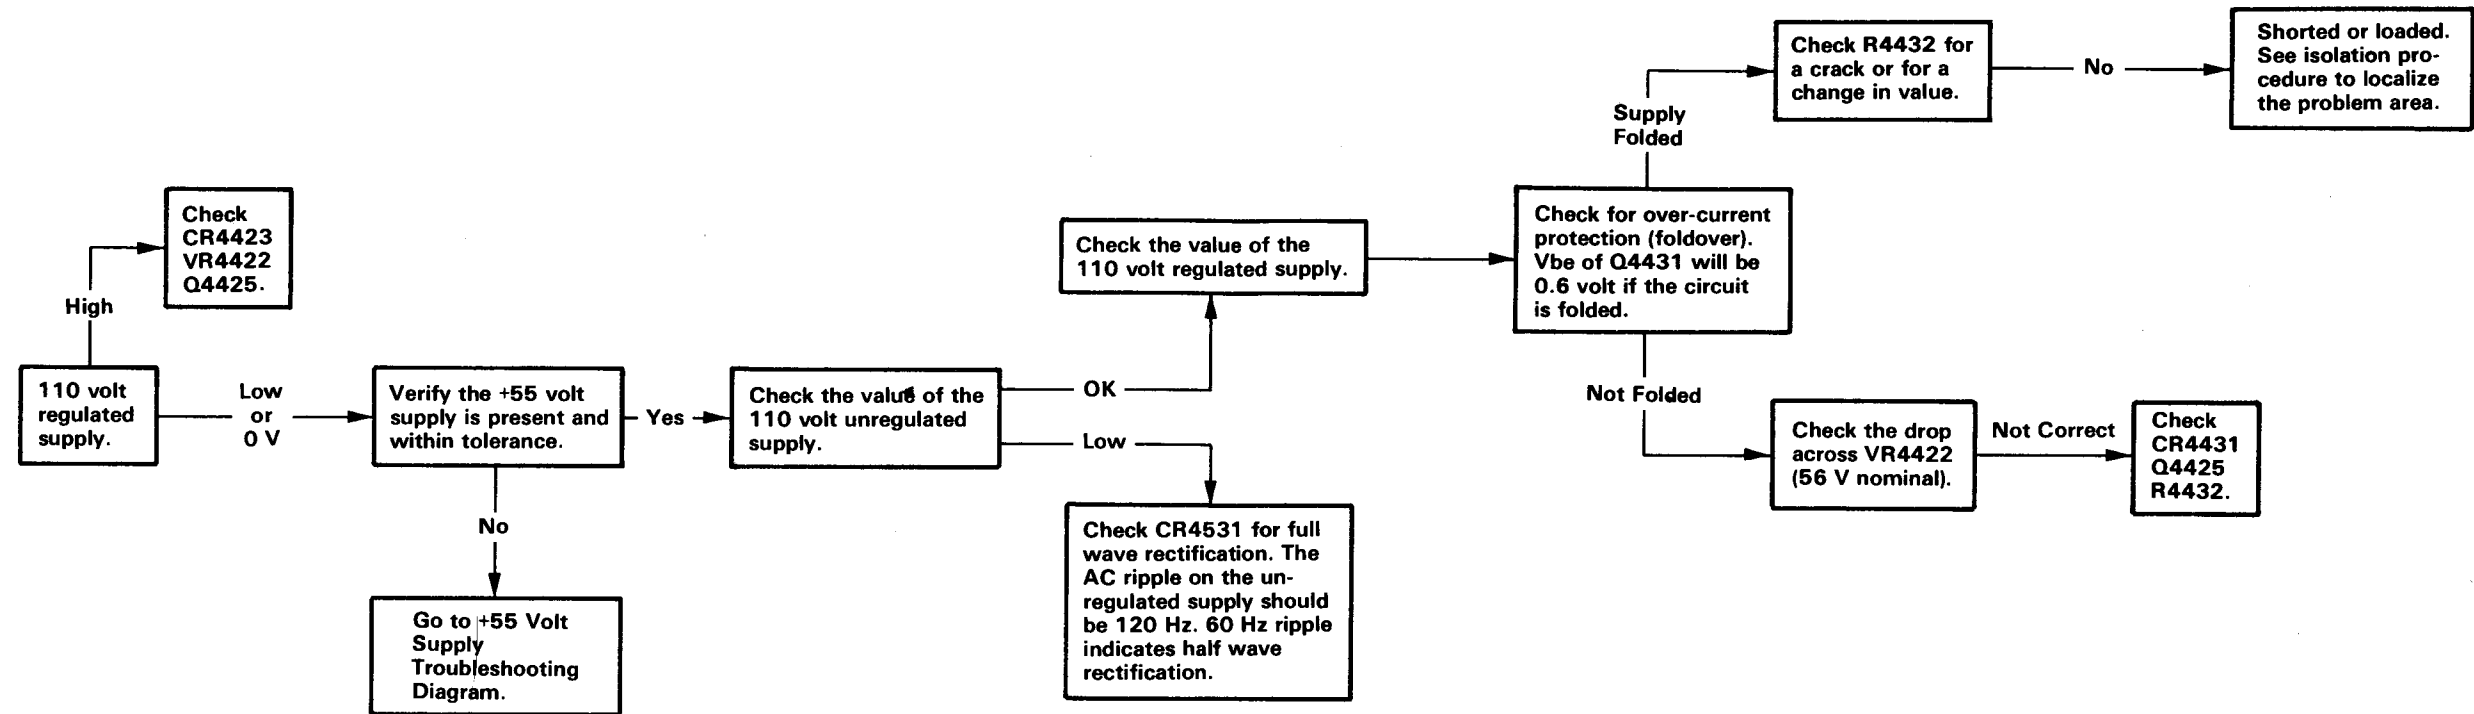 110 volt
regulated
supply.
High
Check
CR4423
VR4422
Q4425.
Low
or
0 V
Verify the +55 volt
supply is present and
within tolerance.
No
Go to +55 Volt
Supply
Troubleshooting
Diagram.
Yes
Check the value of the
110 volt unregulated
supply.
OK
Check the value of the
110 volt regulated supply.
Low
Check CR4531 for full
wave rectification. The
AC ripple on the un-
regulated supply should
be 120 Hz. 60 Hz ripple
indicates half wave
rectification.
Check for over-current
protection (foldover).
Vbe of Q4431 will be
0.6 volt if the circuit
is folded.
Supply
Folded
Check R4432 for
a crack or for a
change in value.
No
Shorted or loaded.
See isolation pro-
cedure to localize
the problem area.
Not Folded
Check the drop
across VR4422
(56 V nominal).
Not Correct
Check
CR4431
Q4425
R4432.